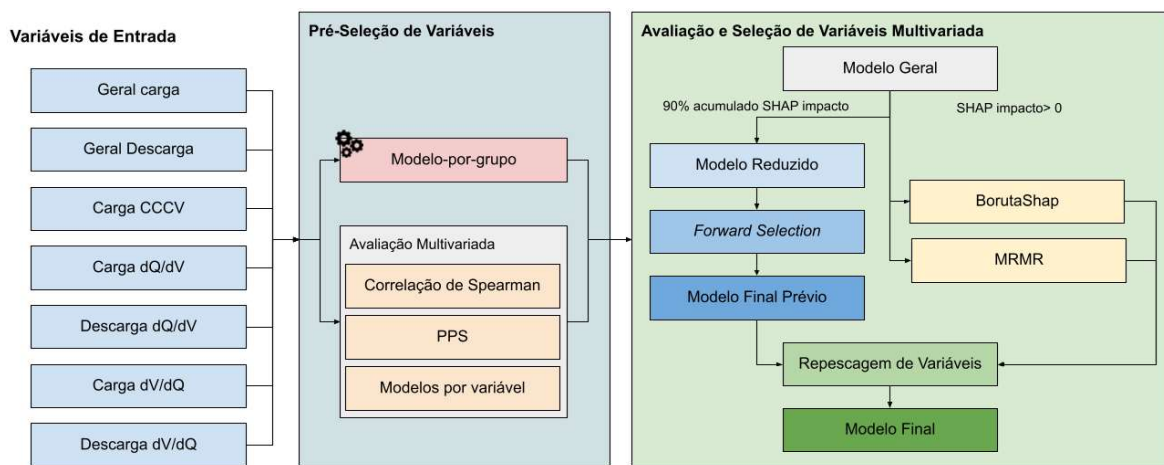 Variáveis de Entrada
Geral carga
Geral Descarga
Carga CCCV
Carga dQ/dV
Descarga dQ/dV
Carga dV/dQ
Descarga dV/dQ
Pré-Seleção de Variáveis
Modelo-por-grupo
Avaliação Multivariada
Correlação de Spearman
PPS
Modelos por variável
Avaliação e Seleção de Variáveis Multivariada
Modelo Geral
90% acumulado SHAP impacto
SHAP impacto> 0
Modelo Reduzido
Forward Selection
Modelo Final Prévio
BorutaShap
MRMR
Repescagem de Variáveis
Modelo Final